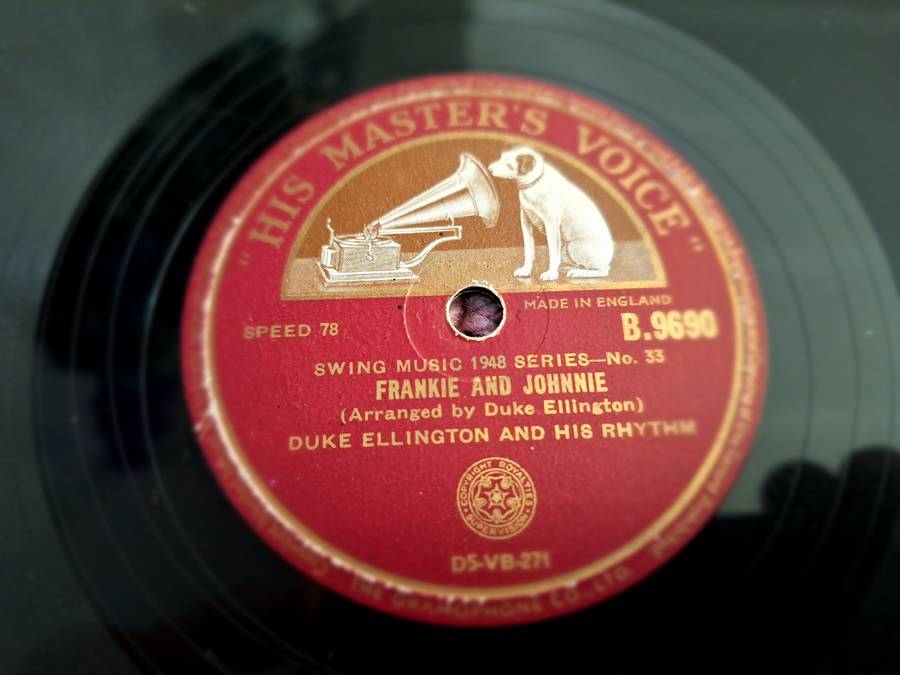 "HIS MASTER'S VOICE"
MADE IN ENGLAND
SPEED 78
B.9690
SWING MUSIC 1948 SERIES—No. 33
FRANKIE AND JOHNNIE
(Arranged by Duke Ellington)
DUKE ELLINGTON AND HIS RHYTHM
COPYRIGHT ROYALTIES
SUPERVISION
D5-VB-271
THE GRAMOPHONE CO., LTD.